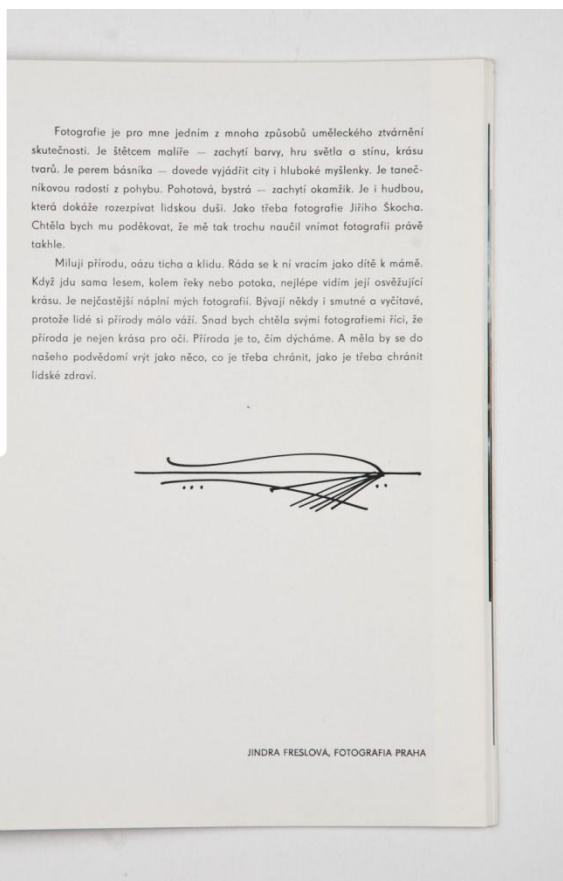 Fotografie je pro mne jedním z mnoha způsobů uměleckého ztvárnění
skutečnosti. Je štětcem malíře — zachytí barvy, hru světla a stínu, krásu
tvarů. Je perem básníka — dovede vyjádřit city i hluboké myšlenky. Je taneč-
níkovou radostí z pohybu. Pohotová, bystrá — zachytí okamžik. Je i hudbou,
která dokáže rozezpívat lidskou duši. Jako třeba fotografie Jiřího Škocha.
Chtěla bych mu poděkovat, že mě tak trochu naučil vnímat fotografii právě
takhle.
Miluji přírodu, oázu ticha a klidu. Ráda se k ní vracím jako dítě k mámě.
Když jdu sama lesem, kolem řeky nebo potoka, nejlépe vidím její osvěžující
krásu. Je nejčastější náplní mých fotografií. Bývají někdy i smutné a vyčítavé,
protože lidé si přírody málo váží. Snad bych chtěla svými fotografiemi říci, že
příroda je nejen krása pro oči. Příroda je to, čím dýcháme. A měla by se do
našeho podvědomí vrýt jako něco, co je třeba chránit, jako je třeba chránit
lidské zdraví.
JINDRA FRESLOVÁ, FOTOGRAFIA PRAHA